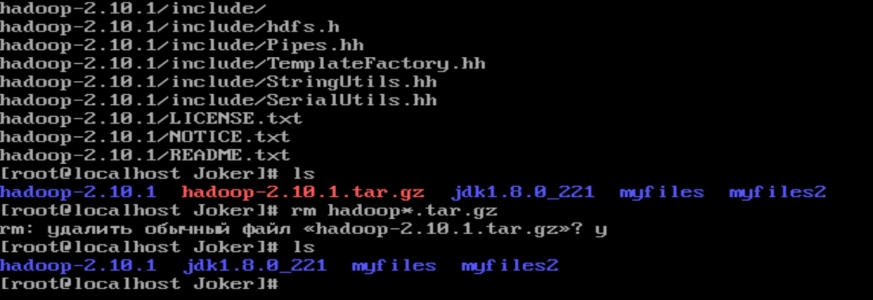 hadoop-2.10.1/include/
hadoop-2.10.1/include/hdfs.h
hadoop-2.10.1/include/Pipes.hh
hadoop-2.10.1/include/TemplateFactory.hh
hadoop-2.10.1/include/StringUtils.hh
hadoop-2.10.1/include/SerialUtils.hh
hadoop-2.10.1/LICENSE.txt
hadoop-2.10.1/NOTICE.txt
hadoop-2.10.1/README.txt
[root@localhost Joker]# ls
hadoop-2.10.1 hadoop-2.10.1.tar.gz jdk1.8.0_221 myfiles myfiles2
[root@localhost Joker]# rm hadoop*.tar.gz
rm: удалить обычный файл «hadoop-2.10.1.tar.gz»? y
[root@localhost Joker]# ls
hadoop-2.10.1 jdk1.8.0_221 myfiles myfiles2
[root@localhost Joker]#